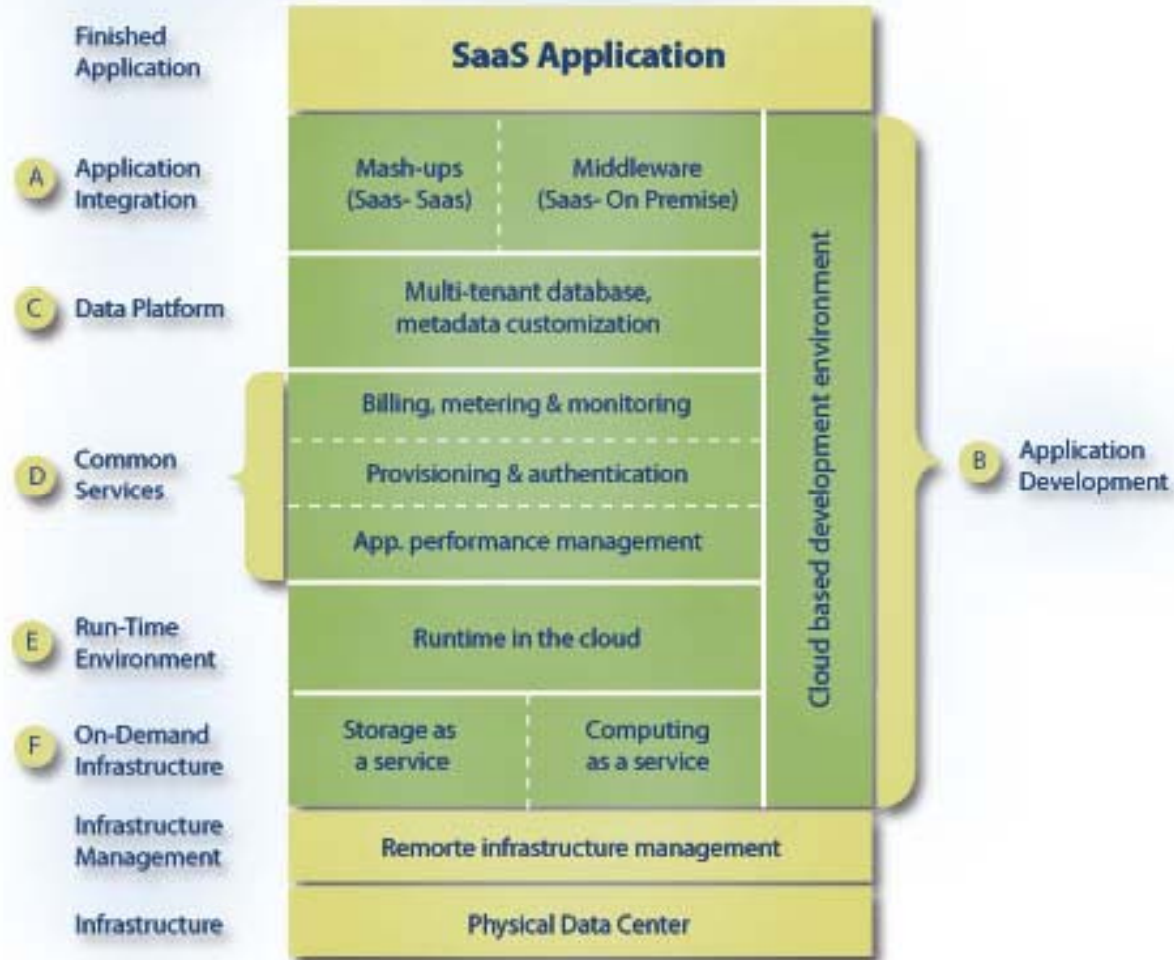 Finished
Application
SaaS Application
A
Application
Integration
Mash-ups
(Saas- Saas)
Middleware
(Saas- On Premise)
C
Data Platform
Multi-tenant database,
metadata customization
D
Common
Services
Billing, metering & monitoring
Provisioning & authentication
App. performance management
E
Run-Time
Environment
Runtime in the cloud
F
On-Demand
Infrastructure
Storage as
a service
Computing
as a service
Cloud based development environment
B
Application
Development
Infrastructure
Management
Remorte infrastructure management
Infrastructure
Physical Data Center